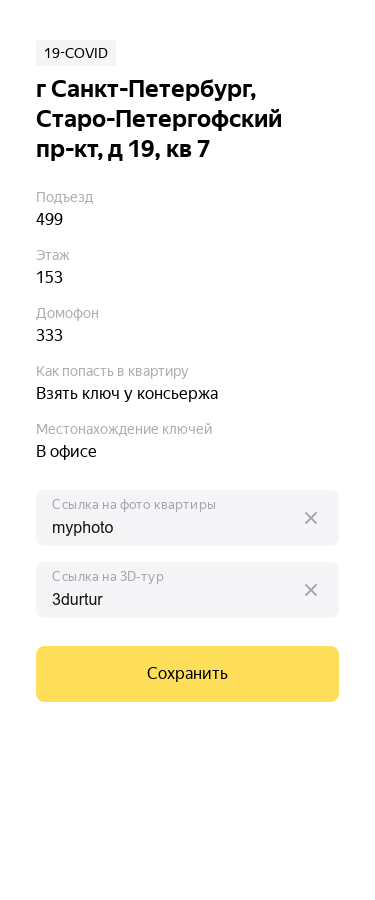 19-COVID
г Санкт-Петербург,
Старо-Петергофский
пр-кт, д 19, кв 7
Подъезд
499
Этаж
153
Домофон
333
Как попасть в квартиру
Взять ключ у консьержа
Местонахождение ключей
В офисе
Ссылка на фото квартиры
myphoto
Ссылка на 3D-тур
3durtur
Сохранить